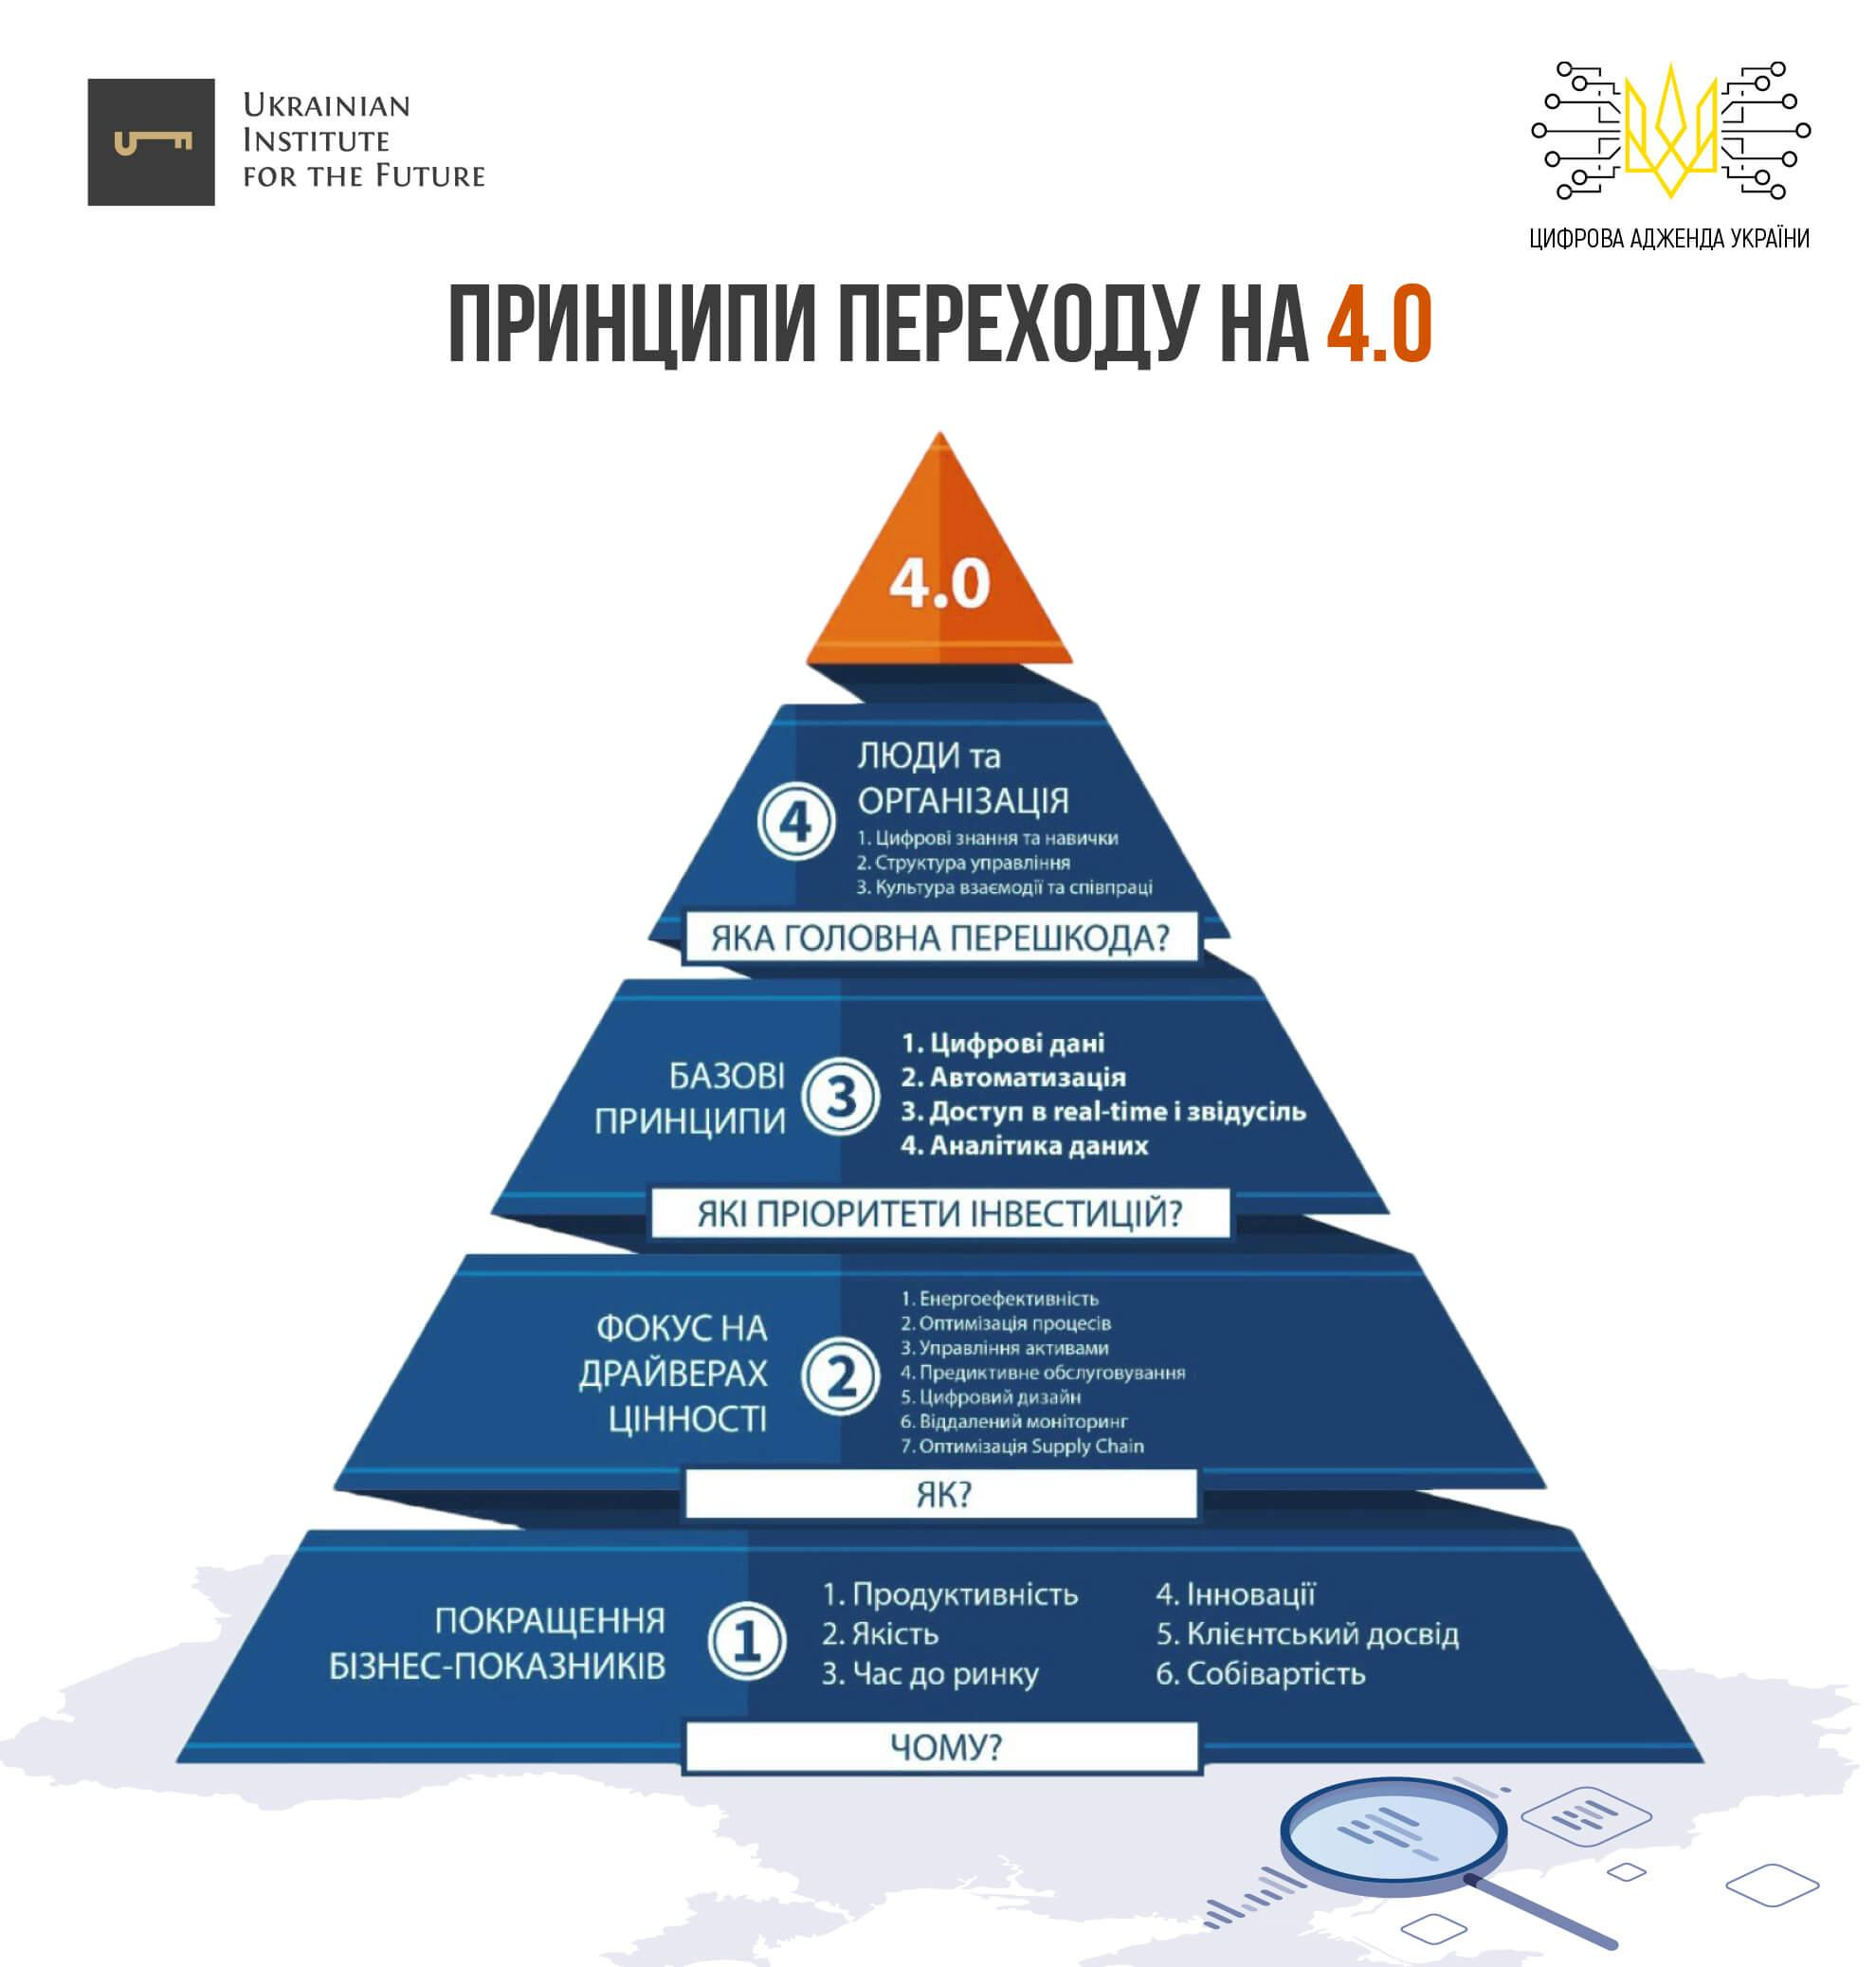 UKRAINIAN
INSTITUTE
FOR THE FUTURE
ЦИФРОВА АДЖЕНДА УКРАЇНИ
ПРИНЦИПИ ПЕРЕХОДУ НА 4.0
4.0
4
ЛЮДИ та
ОРГАНІЗАЦІЯ
1. Цифрові знання та навички
2. Структура управління
3. Культура взаємодії та співпраці
ЯКА ГОЛОВНА ПЕРЕШКОДА?
БАЗОВІ
ПРИНЦИПИ
3
1. Цифрові дані
2. Автоматизація
3. Доступ в real-time і звідусіль
4. Аналітика даних
ЯКІ ПРІОРИТЕТИ ІНВЕСТИЦІЙ?
ФОКУС НА
ДРАЙВЕРАХ
ЦІННОСТІ
2
1. Енергоефективність
2. Оптимізація процесів
3. Управління активами
4. Предиктивне обслуговування
5. Цифровий дизайн
6. Віддалений моніторинг
7. Оптимізація Supply Chain
ЯК?
ПОКРАЩЕННЯ
БІЗНЕС-ПОКАЗНИКІВ
1
1. Продуктивність
2. Якість
3. Час до ринку
4. Інновації
5. Клієнтський досвід
6. Собівартість
ЧОМУ?